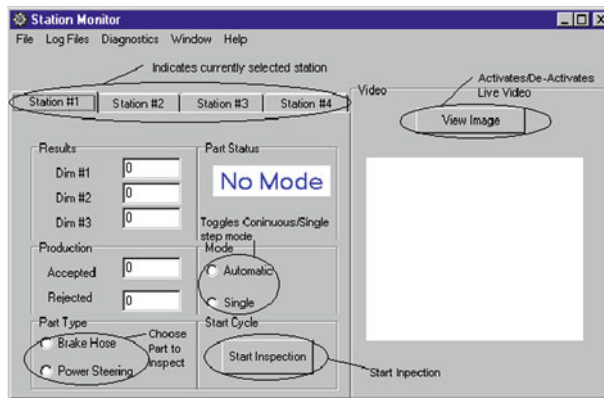 Station Monitor
File Log Files Diagnostics Window Help
Indicates currently selected station
Activates/De-Activates
Live Video
Station #1 Station #2 Station #3 Station #4
Video
View Image
Results
Dim #1 0
Dim #2 0
Dim #3 0
Part Status
No Mode
Toggles Coninuous/Single
step mode
Production
Accepted 0
Rejected 0
Mode
Automatic
Single
Part Type
Brake Hose
Power Steering
Choose
Part to
Inspect
Start Cycle
Start Inspection
Start Inpection